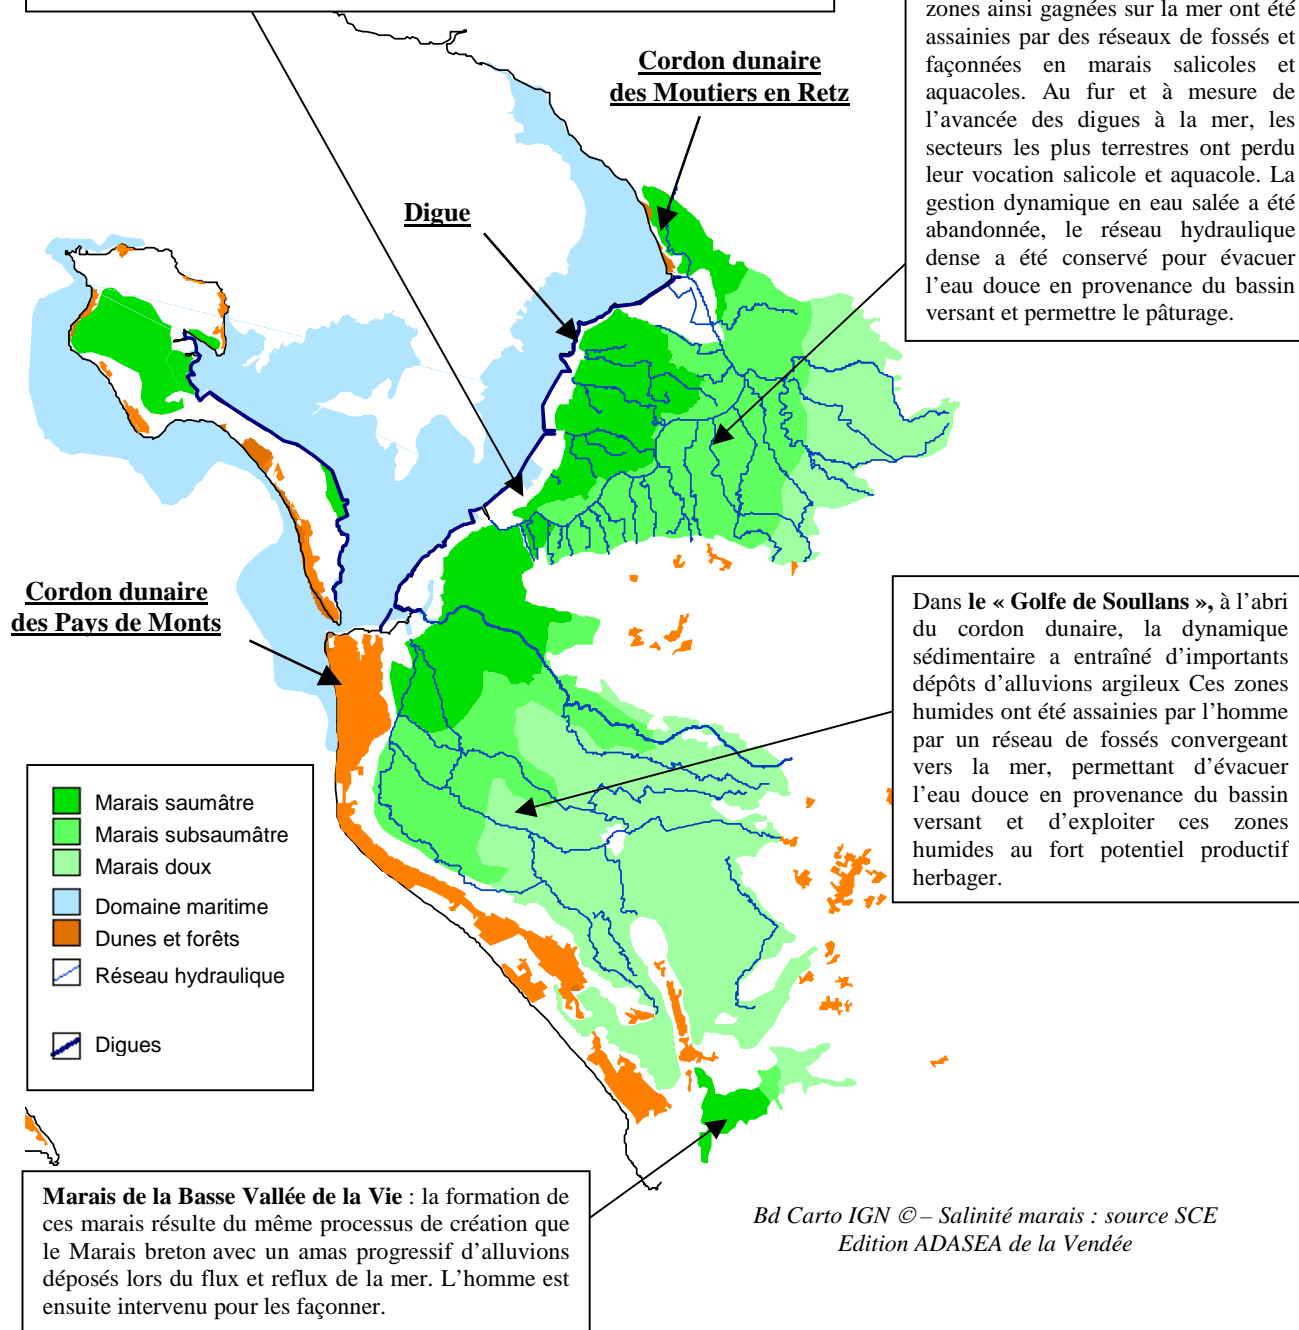 zones ainsi gagnées sur la mer ont été
assainies par des réseaux de fossés et
façonnées en marais salicoles et
aquacoles. Au fur et à mesure de
l’avancée des digues à la mer, les
secteurs les plus terrestres ont perdu
leur vocation salicole et aquacole. La
gestion dynamique en eau salée a été
abandonnée, le réseau hydraulique
dense a été conservé pour évacuer
l’eau douce en provenance du bassin
versant et permettre le pâturage.
Cordon dunaire
des Moutiers en Retz
Digue
Cordon dunaire
des Pays de Monts
Dans le « Golfe de Soullans », à l’abri
du cordon dunaire, la dynamique
sédimentaire a entraîné d’importants
dépôts d’alluvions argileux Ces zones
humides ont été assainies par l’homme
par un réseau de fossés convergeant
vers la mer, permettant d’évacuer
l’eau douce en provenance du bassin
versant et d’exploiter ces zones
humides au fort potentiel productif
herbager.
Marais saumâtre
Marais subsaumâtre
Marais doux
Domaine maritime
Dunes et forêts
Réseau hydraulique
Digues
Marais de la Basse Vallée de la Vie : la formation de
ces marais résulte du même processus de création que
le Marais breton avec un amas progressif d’alluvions
déposés lors du flux et reflux de la mer. L’homme est
ensuite intervenu pour les façonner.
Bd Carto IGN © – Salinité marais : source SCE
Edition ADASEA de la Vendée